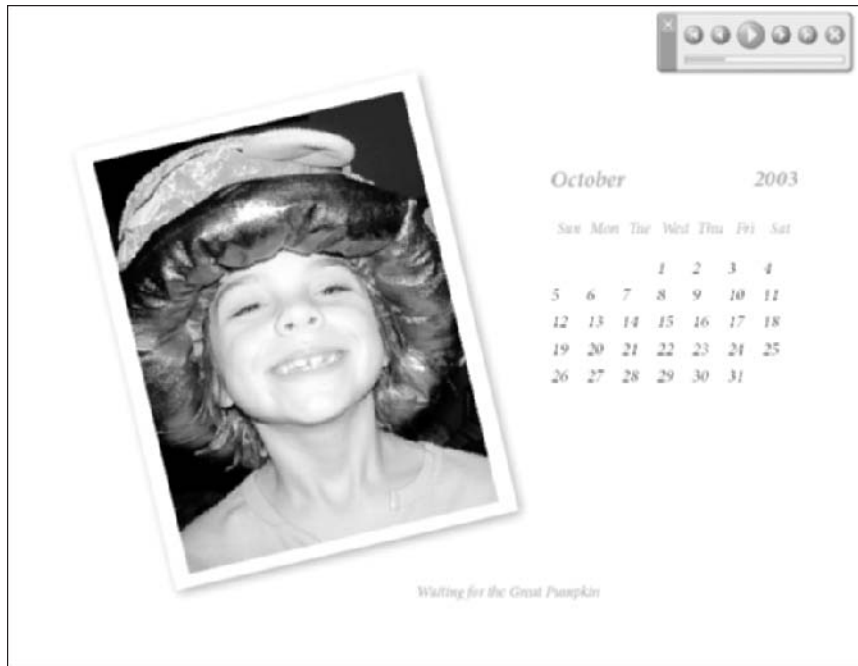 October 2003
Sun Mon Tue Wed Thu Fri Sat
1 2 3 4
5 6 7 8 9 10 11
12 13 14 15 16 17 18
19 20 21 22 23 24 25
26 27 28 29 30 31
Waiting for the Great Pumpkin